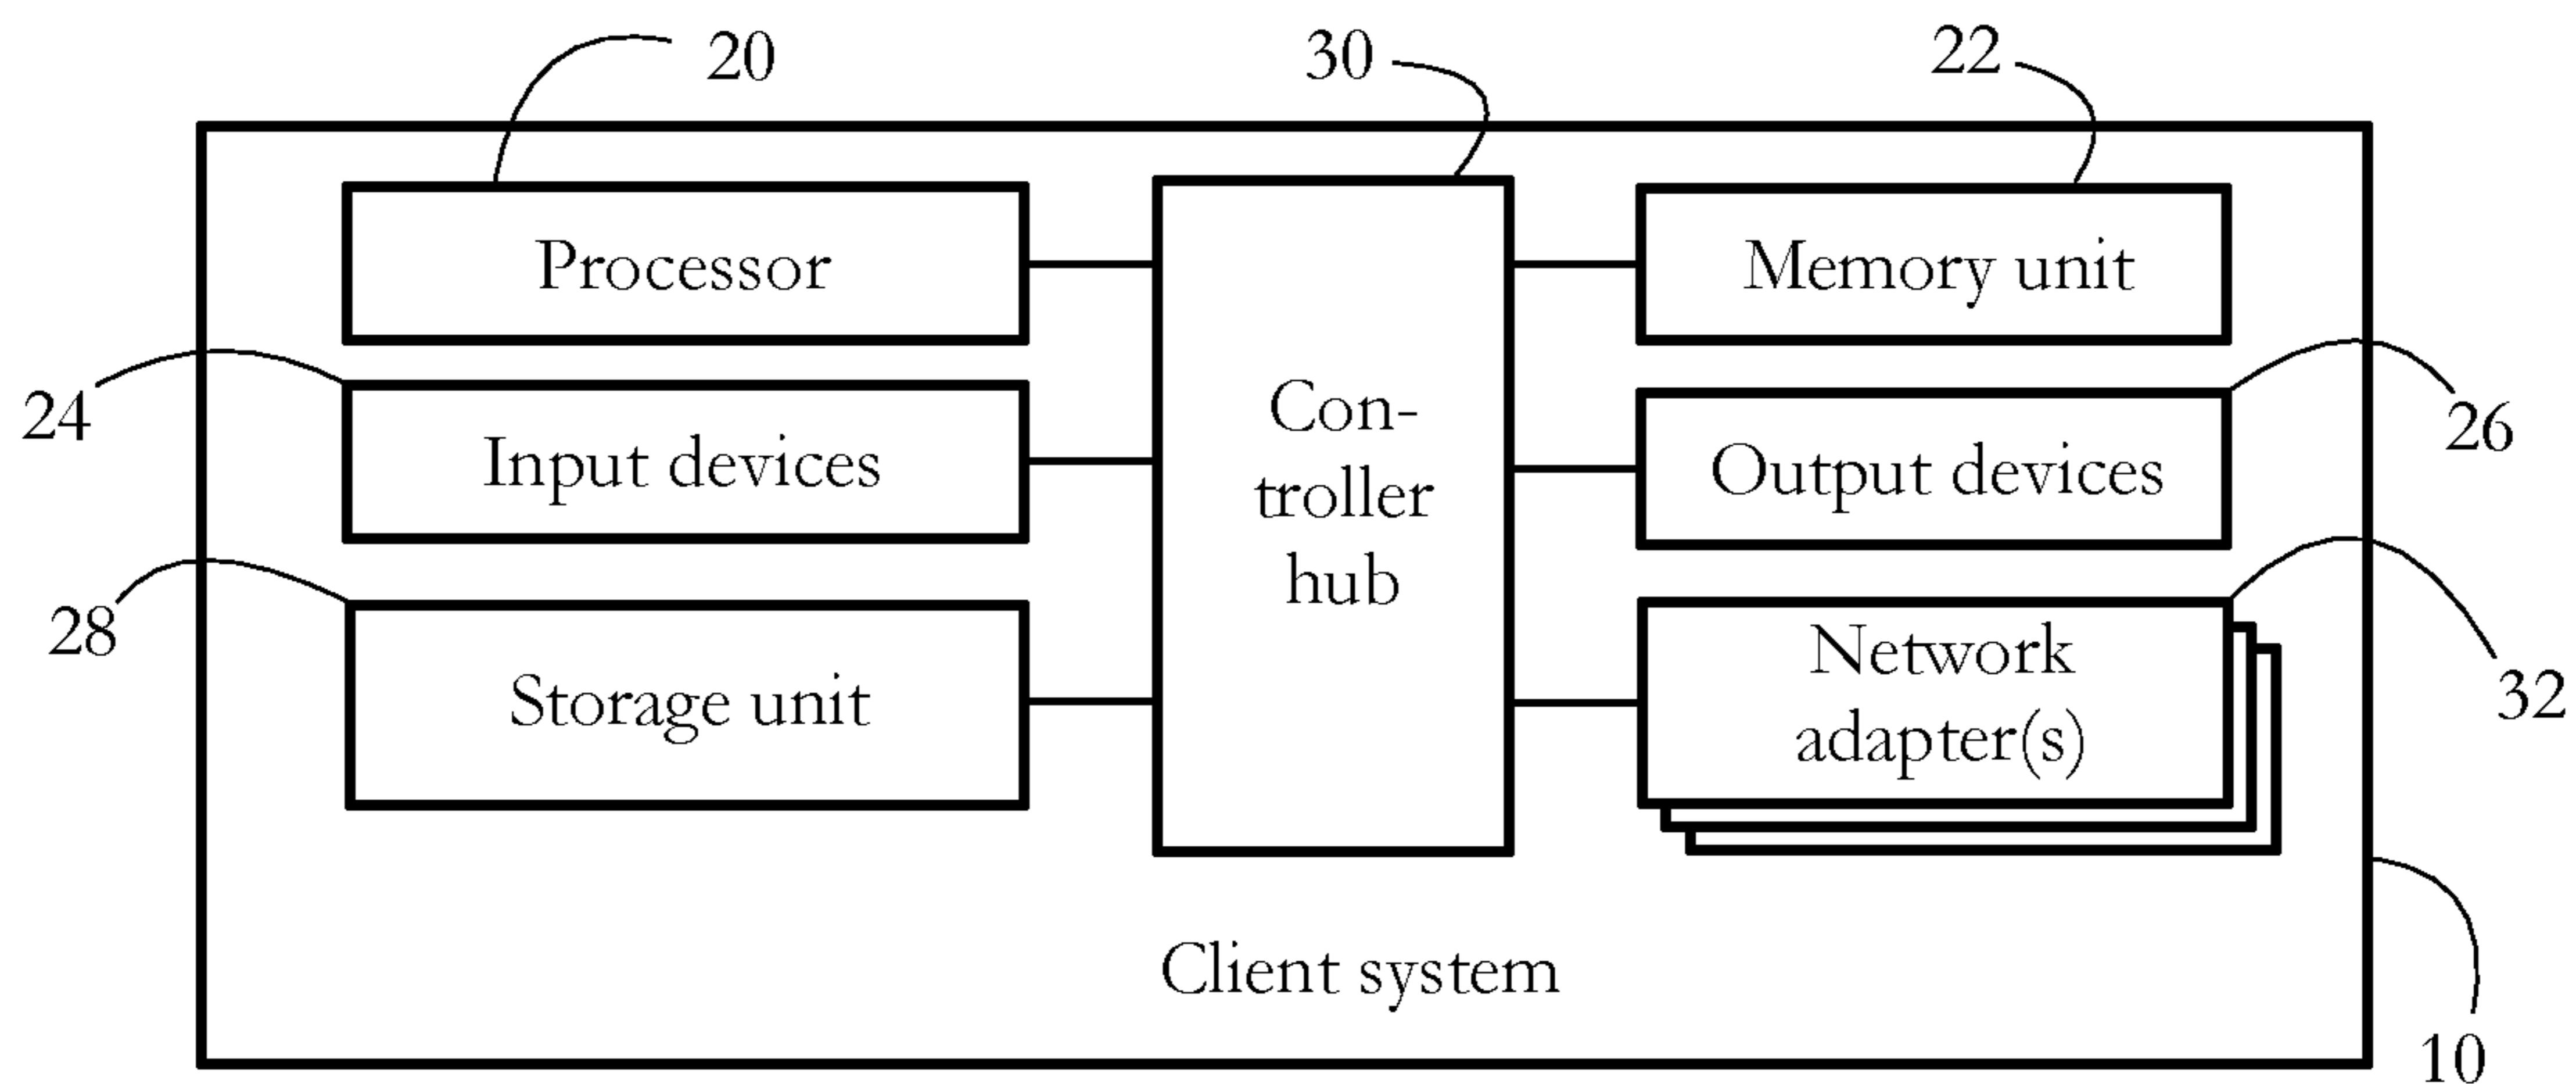 20
30
22
Processor
Memory unit
24
Input devices
Con-
troller
hub
Output devices
26
28
Storage unit
Network
adapter(s)
32
Client system
10